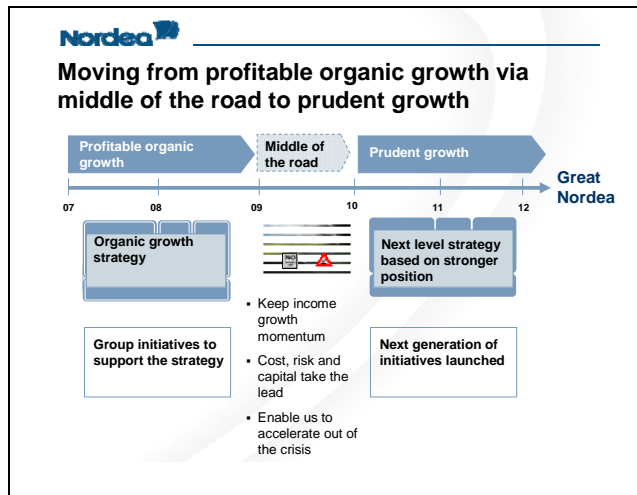 Nordea
Moving from profitable organic growth via
middle of the road to prudent growth
Profitable organic
growth
Middle of
the road
Prudent growth
Great
Nordea
07
08
09
10
11
12
Organic growth
strategy
Next level strategy
based on stronger
position
▪ Keep income
growth
momentum
▪ Cost, risk and
capital take the
lead
▪ Enable us to
accelerate out of
the crisis
Group initiatives to
support the strategy
Next generation of
initiatives launched